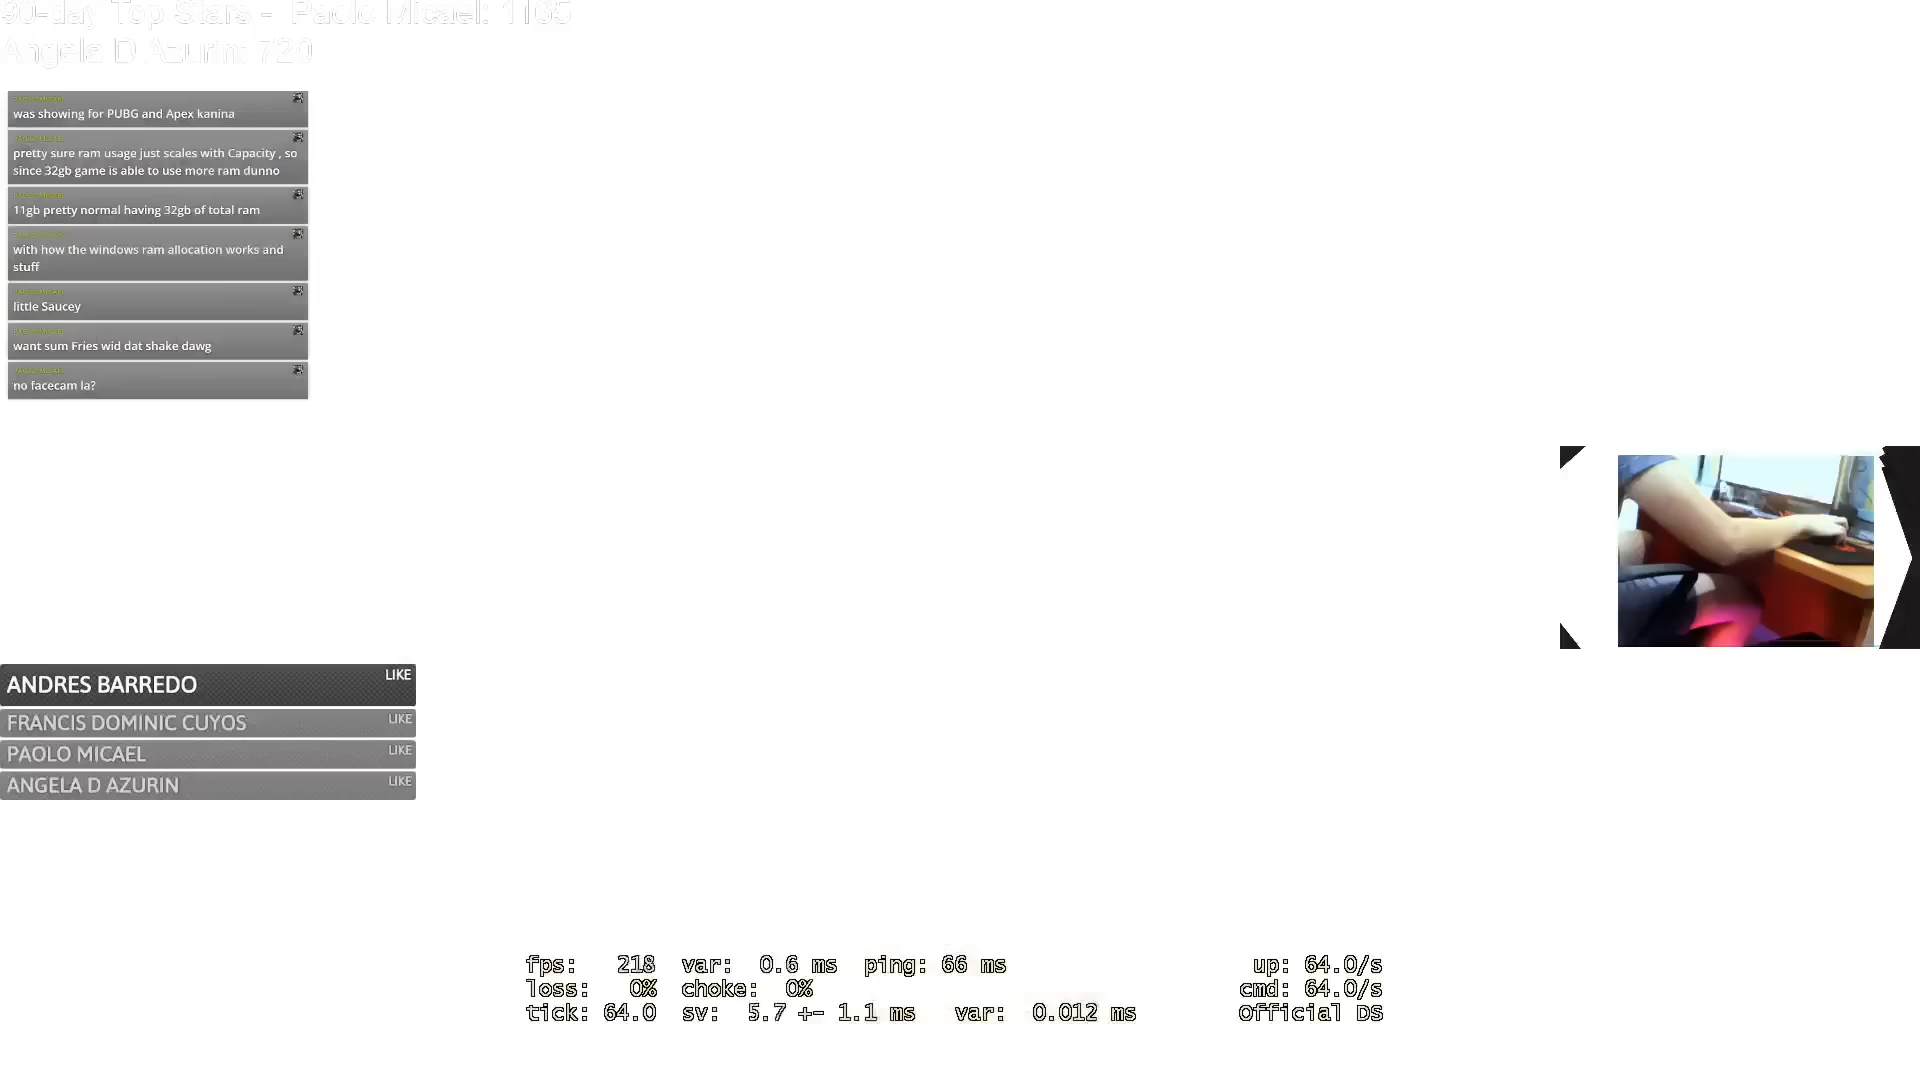 30-day Top Stars - Paolo Micael: 1105
Angela D Azurin: 720
was showing for PUBG and Apex kanina
pretty sure ram usage just scales with Capacity , so
since 32gb game is able to use more ram dunno
11gb pretty normal having 32gb of total ram
with how the windows ram allocation works and
stuff
little Saucey
want sum Fries wid dat shake dawg
no facecam la?
ANDRES BARREDO LIKE
FRANCIS DOMINIC CUYOS LIKE
PAOLO MICAEL LIKE
ANGELA D AZURIN LIKE
fps: 218 var: 0.6 ms ping: 66 ms up: 64.0/s
loss: 0% choke: 0% cmd: 64.0/s
tick: 64.0 sv: 5.7 +- 1.1 ms var: 0.012 ms Official DS